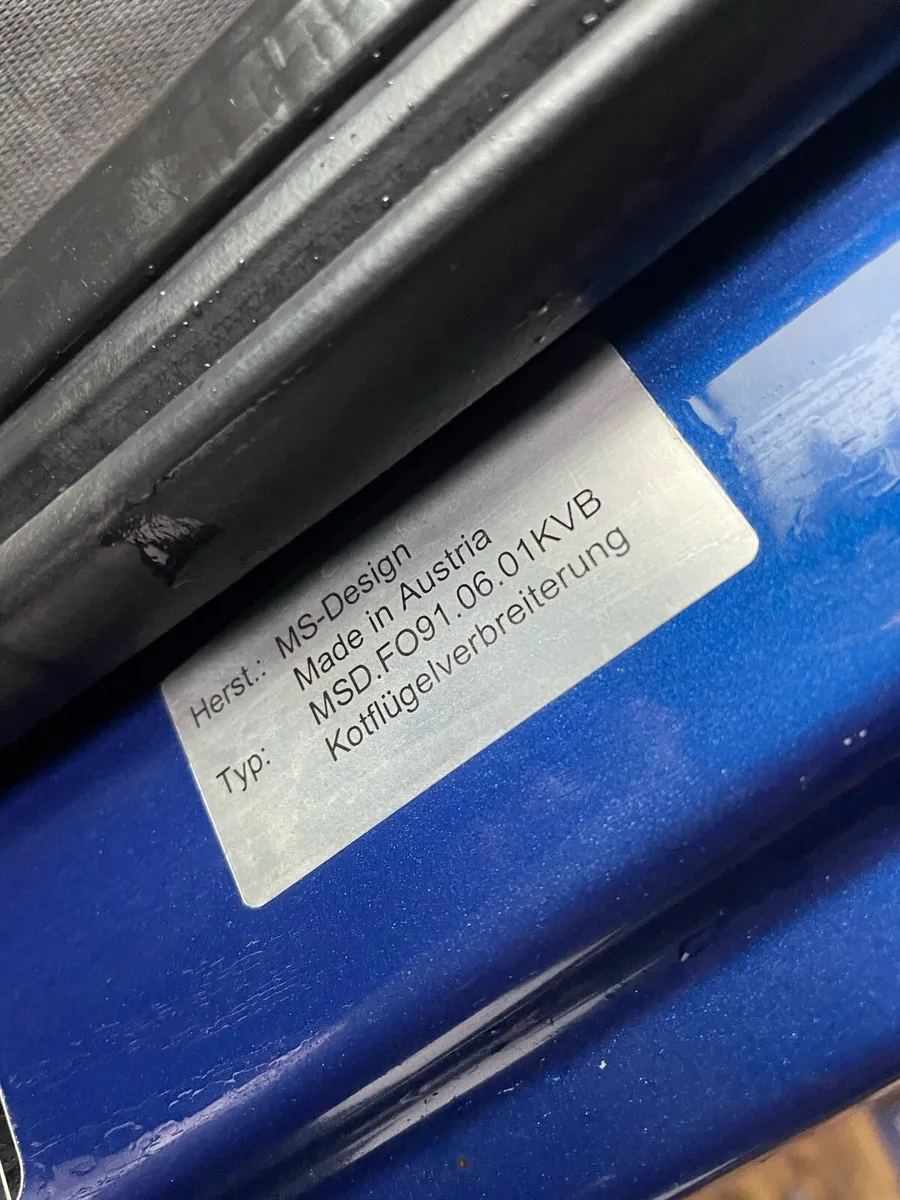 Herst.: MS-Design
Made in Austria
Typ: MSD.FO91.06.01KVB
Kotflügelverbreiterung